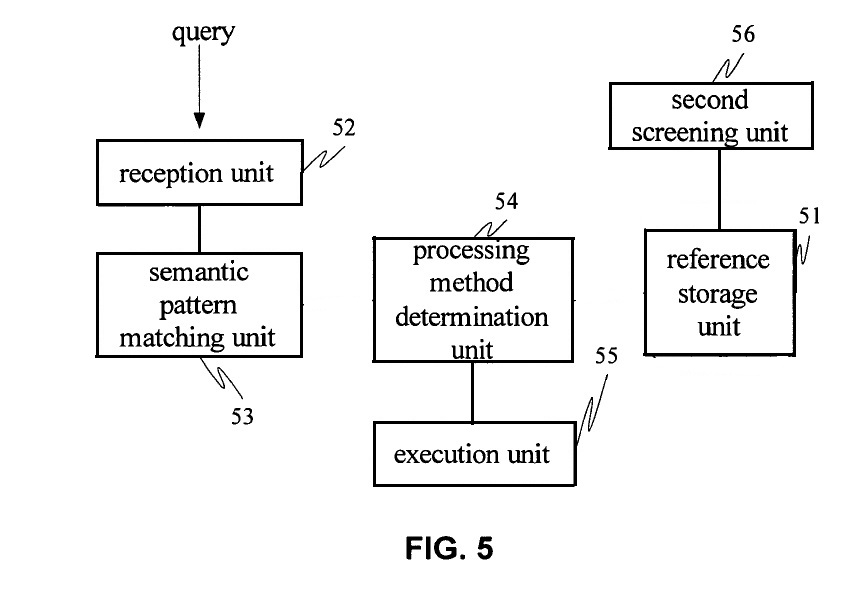 query
52
reception unit
semantic
pattern
matching unit
53
54
processing
method
determination
unit
55
execution unit
56
second
screening unit
51
reference
storage
unit
FIG. 5